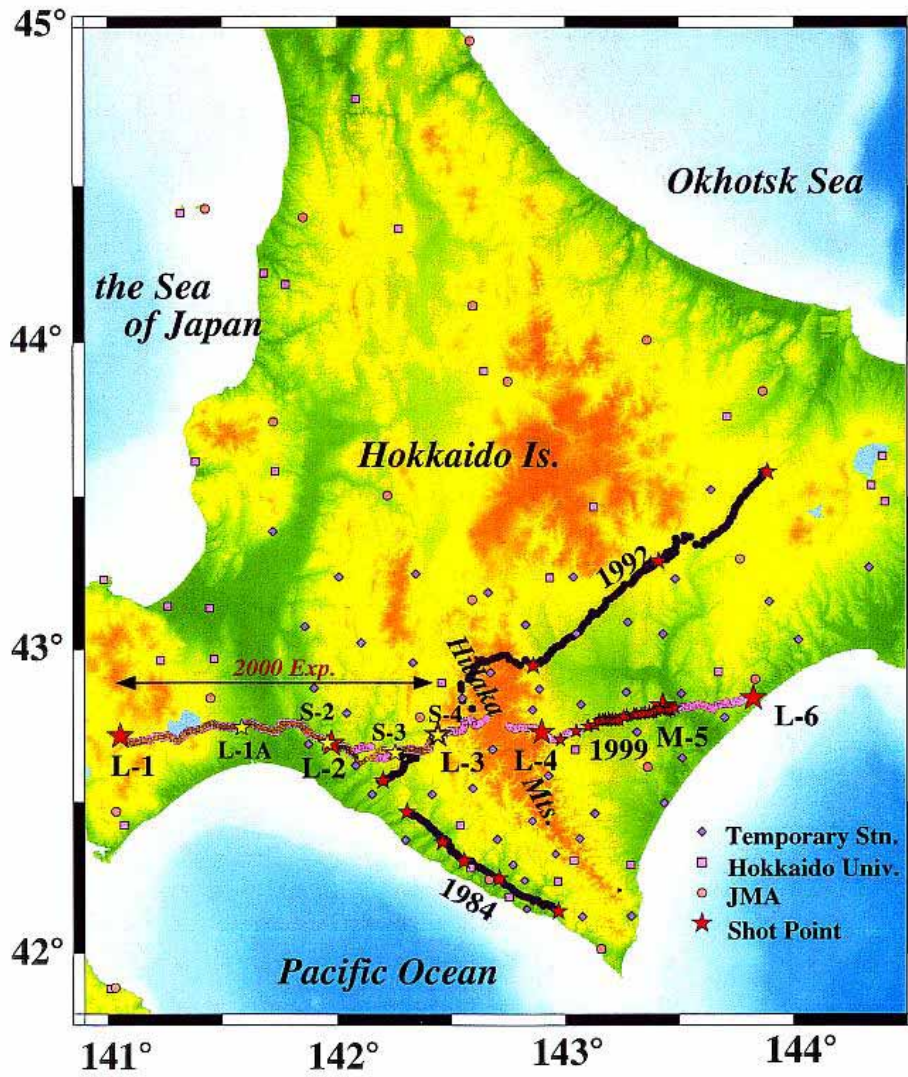 45°
Okhotsk Sea
the Sea
of Japan
44°
Hokkaido Is.
1992
43°
Hidaka
2000 Exp.
S-2
S-4
S-3
L-6
L-1
L-1A
L-2
L-3
L-4
1999
M-5
Mts.
Temporary Stn.
Hokkaido Univ.
JMA
Shot Point
1984
42°
Pacific Ocean
141°
142°
143°
144°